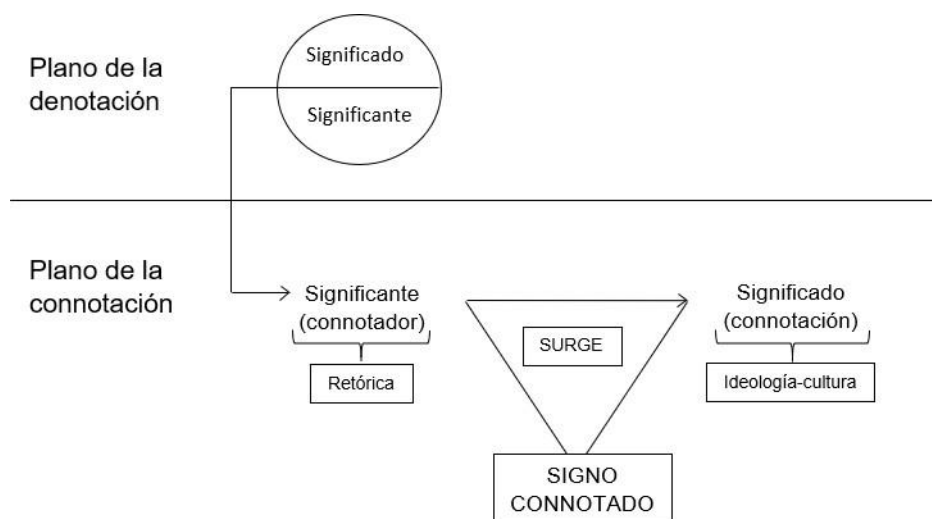 Plano de la
denotación
Significado
Significante
Plano de la
connotación
Significante
(connotador)
Retórica
SURGE
Significado
(connotación)
Ideología-cultura
SIGNO
CONNOTADO